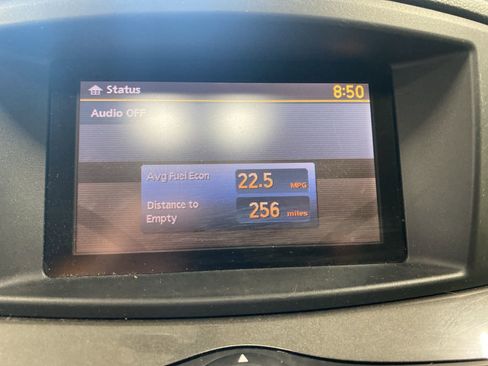 Status 8:50
Audio OFF
Avg Fuel Econ 22.5 MPG
Distance to
Empty 256 miles